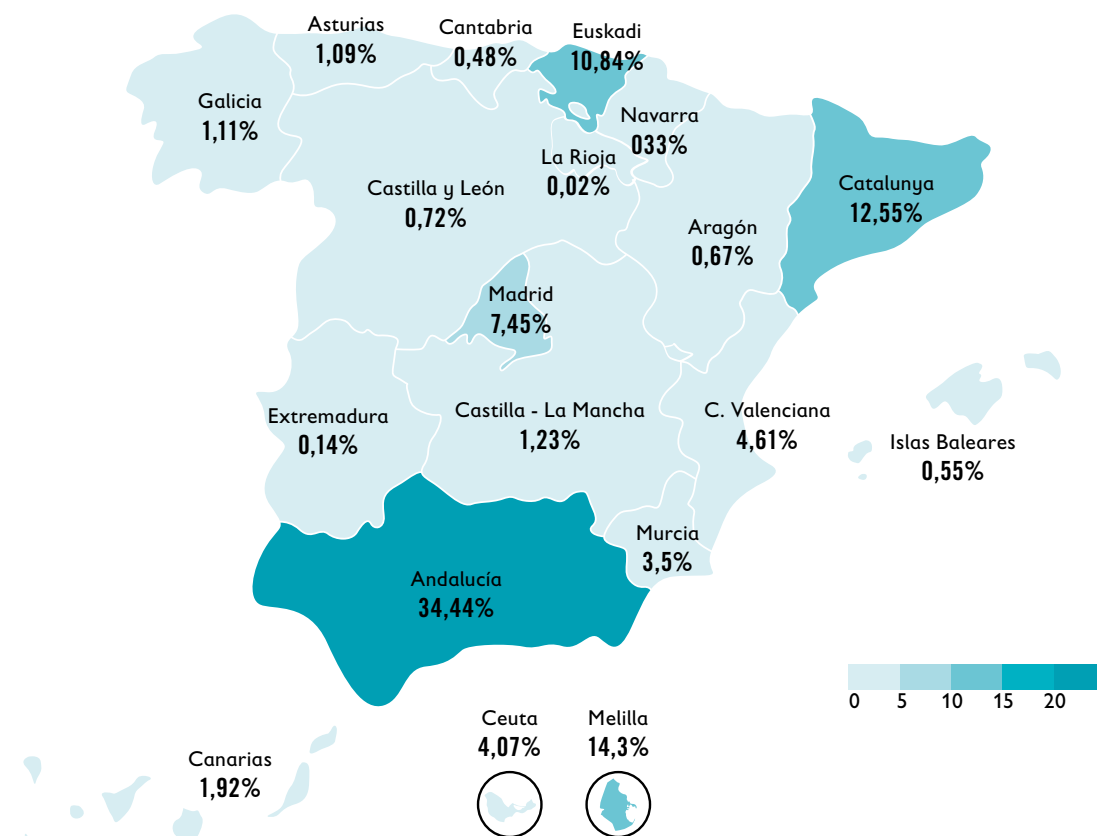 Asturias
1,09%
Cantabria
0,48%
Euskadi
10,84%
Galicia
1,11%
Navarra
033%
La Rioja
0,02%
Castilla y León
0,72%
Catalunya
12,55%
Aragón
0,67%
Madrid
7,45%
Extremadura
0,14%
Castilla - La Mancha
1,23%
C. Valenciana
4,61%
Islas Baleares
0,55%
Murcia
3,5%
Andalucía
34,44%
0 5 10 15 20
Ceuta
4,07%
Melilla
14,3%
Canarias
1,92%